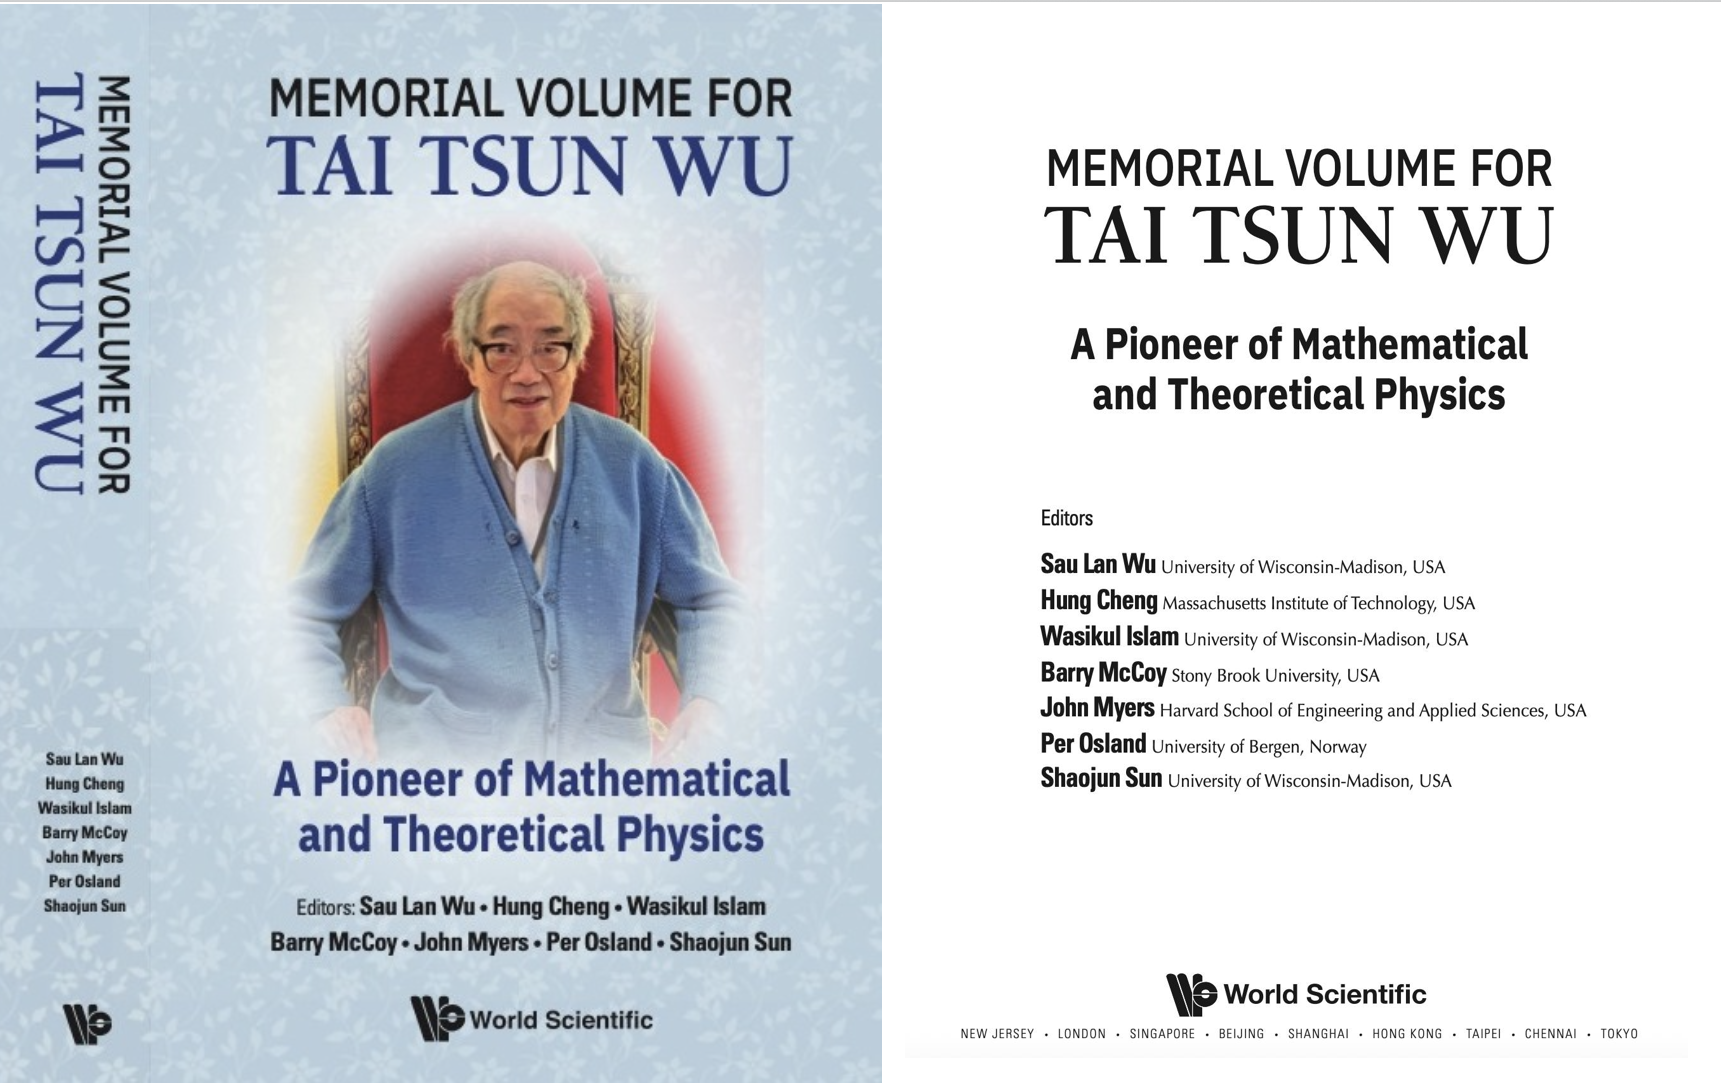 MEMORIAL VOLUME FOR
TAI TSUN WU
Sau Lan Wu
Hung Cheng
Wasikul Islam
Barry McCoy
John Myers
Per Osland
Shaojun Sun
MEMORIAL VOLUME FOR
TAI TSUN WU
A Pioneer of Mathematical
and Theoretical Physics
Editors: Sau Lan Wu • Hung Cheng • Wasikul Islam
Barry McCoy • John Myers • Per Osland • Shaojun Sun
World Scientific
MEMORIAL VOLUME FOR
TAI TSUN WU
A Pioneer of Mathematical
and Theoretical Physics
Editors
Sau Lan Wu University of Wisconsin-Madison, USA
Hung Cheng Massachusetts Institute of Technology, USA
Wasikul Islam University of Wisconsin-Madison, USA
Barry McCoy Stony Brook University, USA
John Myers Harvard School of Engineering and Applied Sciences, USA
Per Osland University of Bergen, Norway
Shaojun Sun University of Wisconsin-Madison, USA
World Scientific
NEW JERSEY • LONDON • SINGAPORE • BEIJING • SHANGHAI • HONG KONG • TAIPEI • CHENNAI • TOKYO